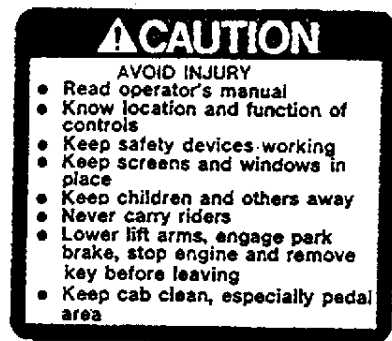 ⚠CAUTION
AVOID INJURY
• Read operator's manual
• Know location and function of
controls
• Keep safety devices working
• Keep screens and windows in
place
• Keep children and others away
• Never carry riders
• Lower lift arms, engage park
brake, stop engine and remove
key before leaving
• Keep cab clean, especially pedal
area